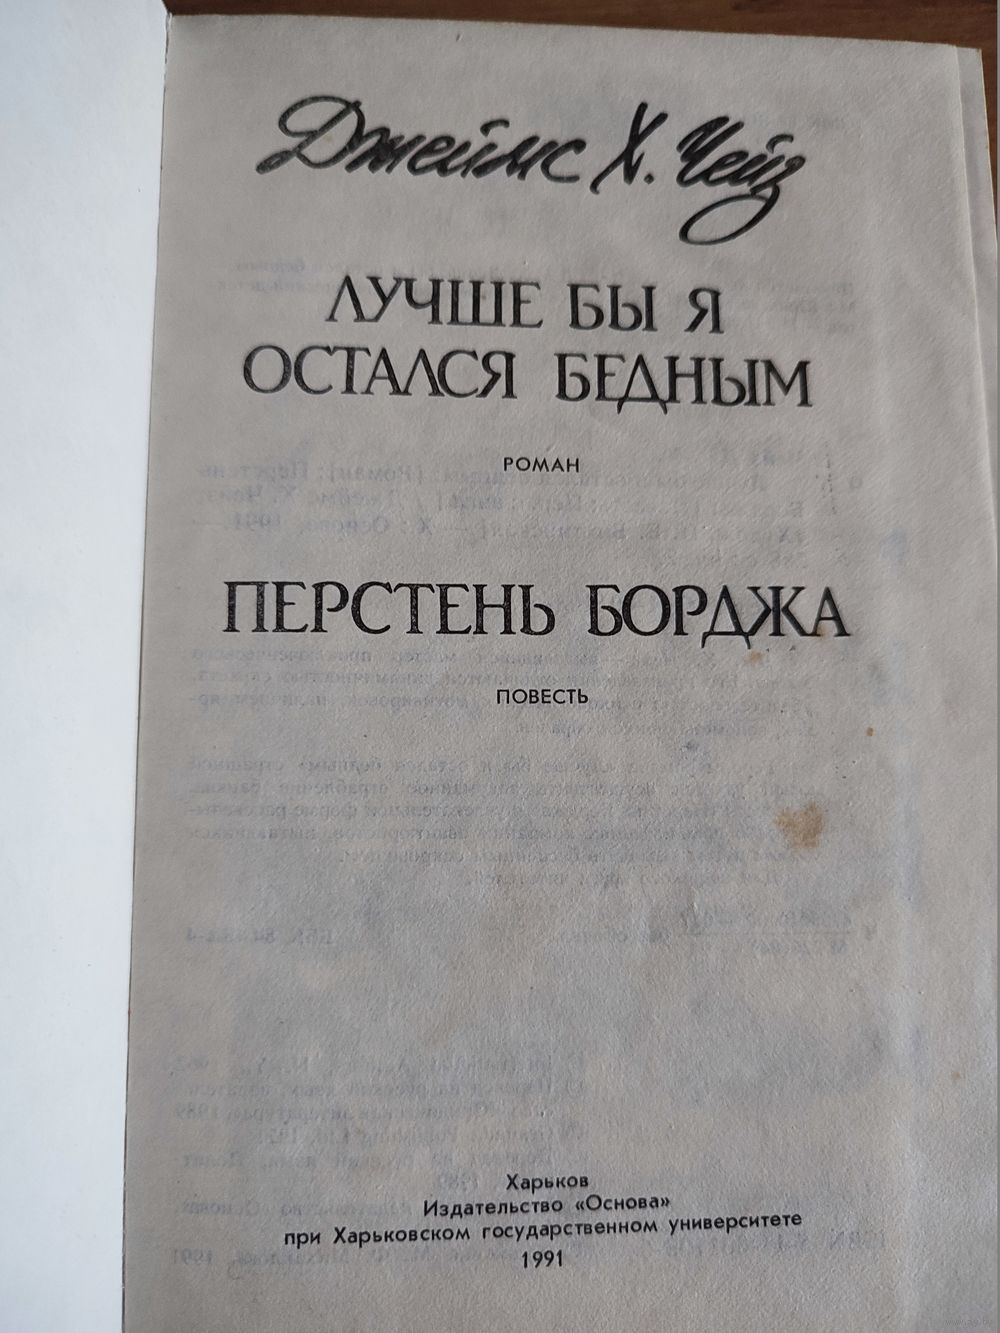 Джеймс Х. Чейз
ЛУЧШЕ БЫ Я
ОСТАЛСЯ БЕДНЫМ
РОМАН
ПЕРСТЕНЬ БОРДЖА
ПОВЕСТЬ
Харьков
Издательство «Основа»
при Харьковском государственном университете
1991